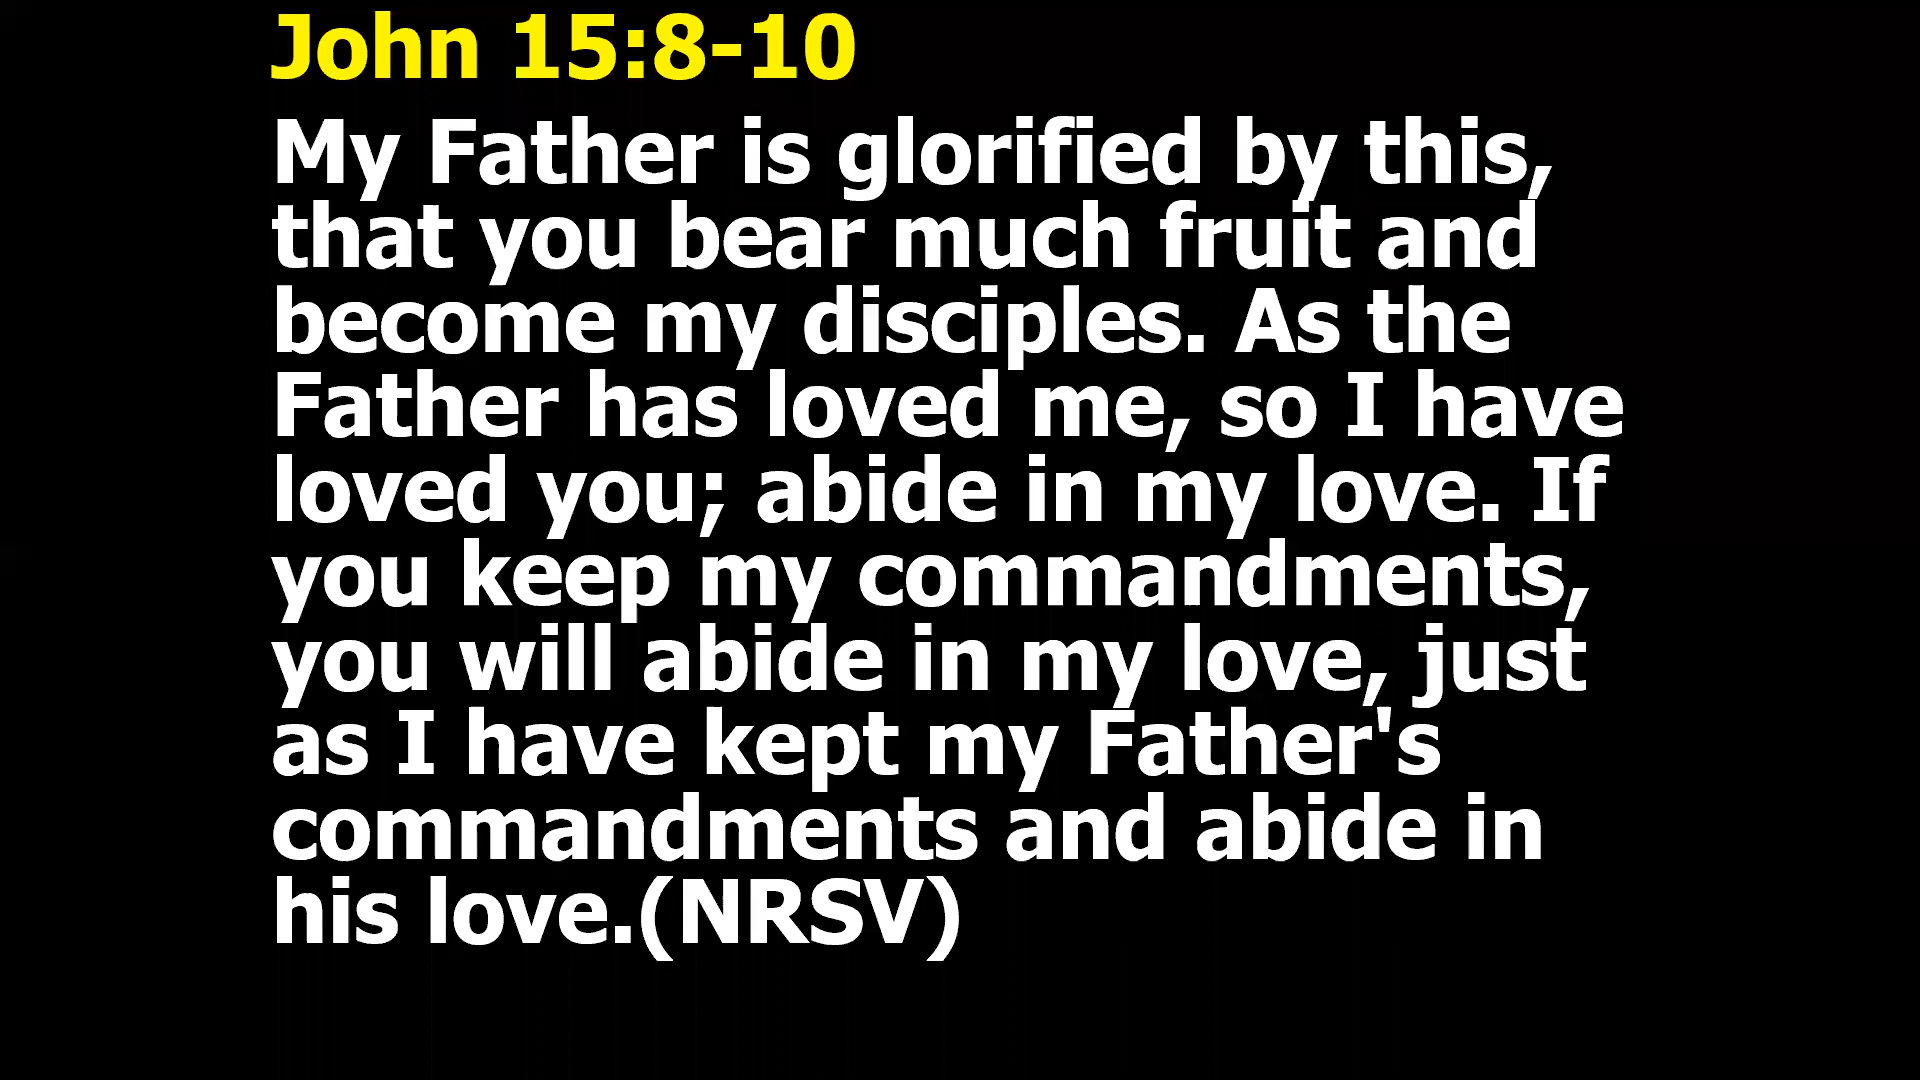 John 15:8-10
My Father is glorified by this,
that you bear much fruit and
become my disciples. As the
Father has loved me, so I have
loved you; abide in my love. If
you keep my commandments,
you will abide in my love, just
as I have kept my Father's
commandments and abide in
his love.(NRSV)